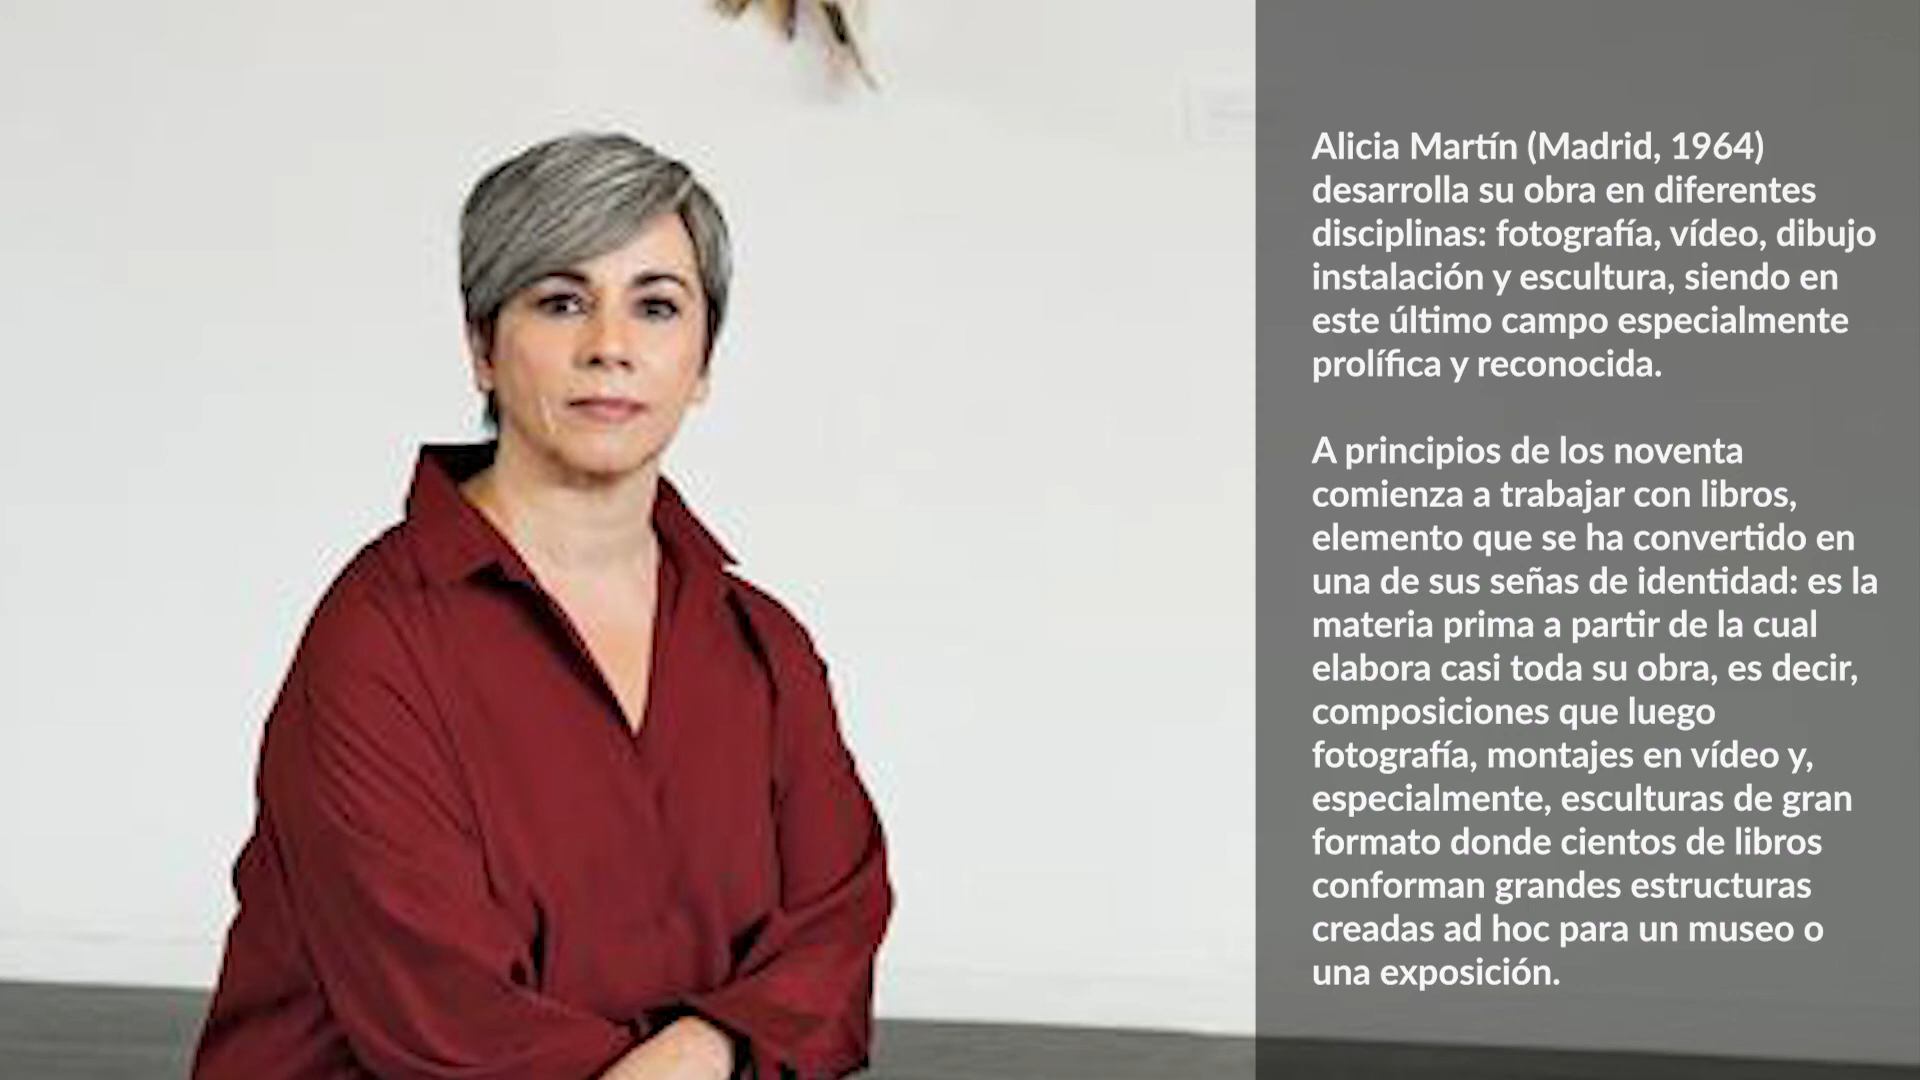 Alicia Martín (Madrid, 1964)
desarrolla su obra en diferentes
disciplinas: fotografía, vídeo, dibujo
instalación y escultura, siendo en
este último campo especialmente
prolífica y reconocida.
A principios de los noventa
comienza a trabajar con libros,
elemento que se ha convertido en
una de sus señas de identidad: es la
materia prima a partir de la cual
elabora casi toda su obra, es decir,
composiciones que luego
fotografía, montajes en vídeo y,
especialmente, esculturas de gran
formato donde cientos de libros
conforman grandes estructuras
creadas ad hoc para un museo o
una exposición.